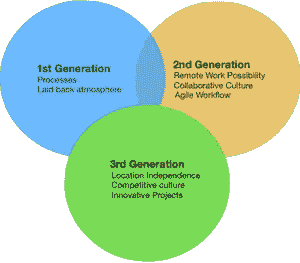 1st Generation
Processes
Laid back atmosphere
2nd Generation
Remote Work Possibility
Collaborative Culture
Agile Workflow
3rd Generation
Location Independence
Competitive culture
Innovative Projects